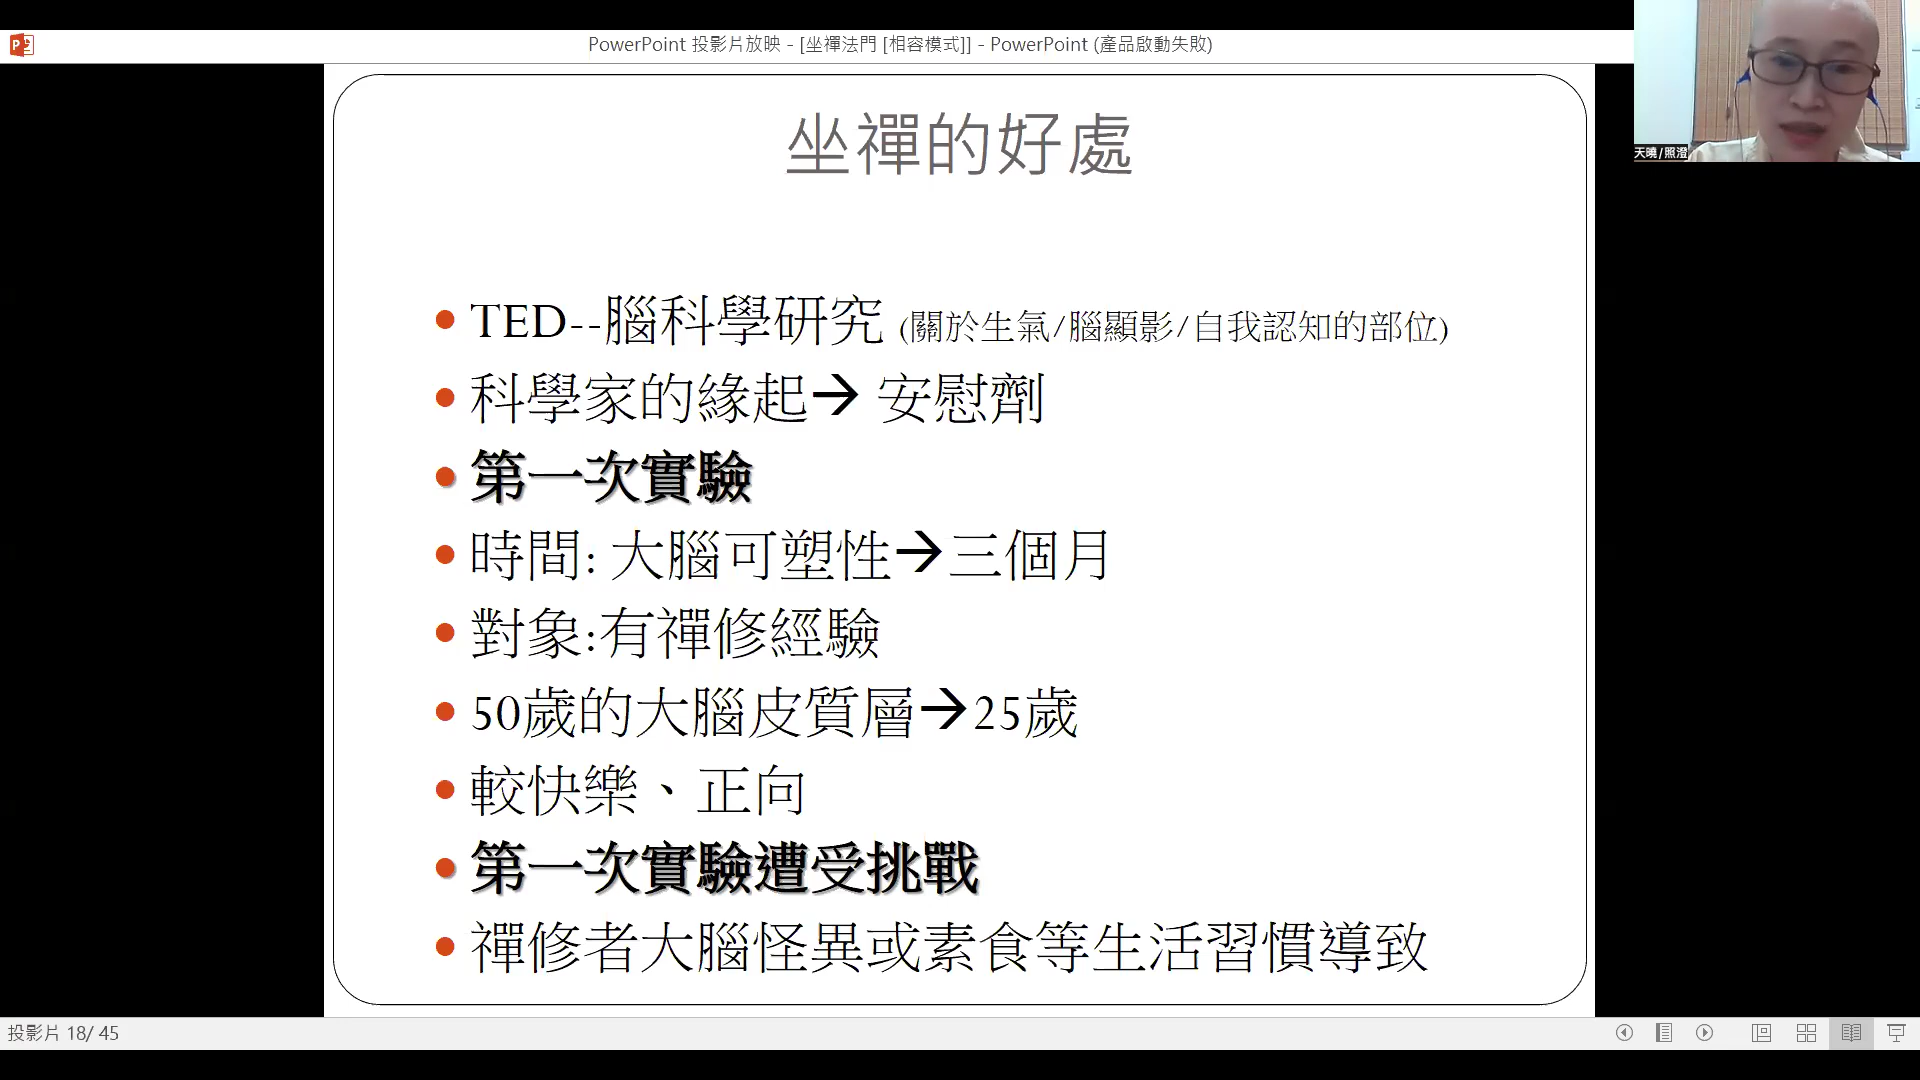 PowerPoint 投影片放映 - [坐禪法門 [相容模式]] - PowerPoint (產品啟動失敗)
天曉/照澄
坐禪的好處
• TED--腦科學研究 (關於生氣/腦顯影/自我認知的部位)
• 科學家的緣起→ 安慰劑
• 第一次實驗
• 時間: 大腦可塑性→三個月
• 對象:有禪修經驗
• 50歲的大腦皮質層→25歲
• 較快樂、正向
• 第一次實驗遭受挑戰
• 禪修者大腦怪異或素食等生活習慣導致
投影片 18/ 45